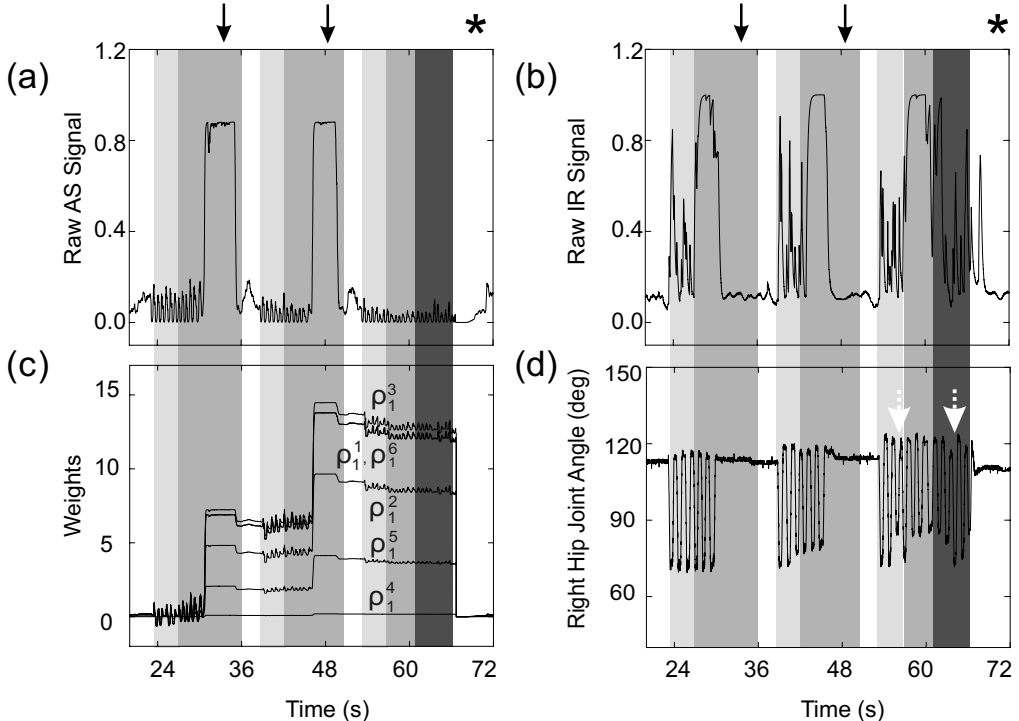 *
*
(a)
1.2
0.8
0.4
0.0
Raw AS Signal
(b)
1.2
0.8
0.4
0.0
Raw IR Signal
(c)
15
10
5
0
Weights
ρ₁³
ρ₁¹, ρ₁⁶
ρ₁²
ρ₁⁵
ρ₁⁴
24 36 48 60 72
Time (s)
(d)
150
120
90
60
Right Hip Joint Angle (deg)
24 36 48 60 72
Time (s)